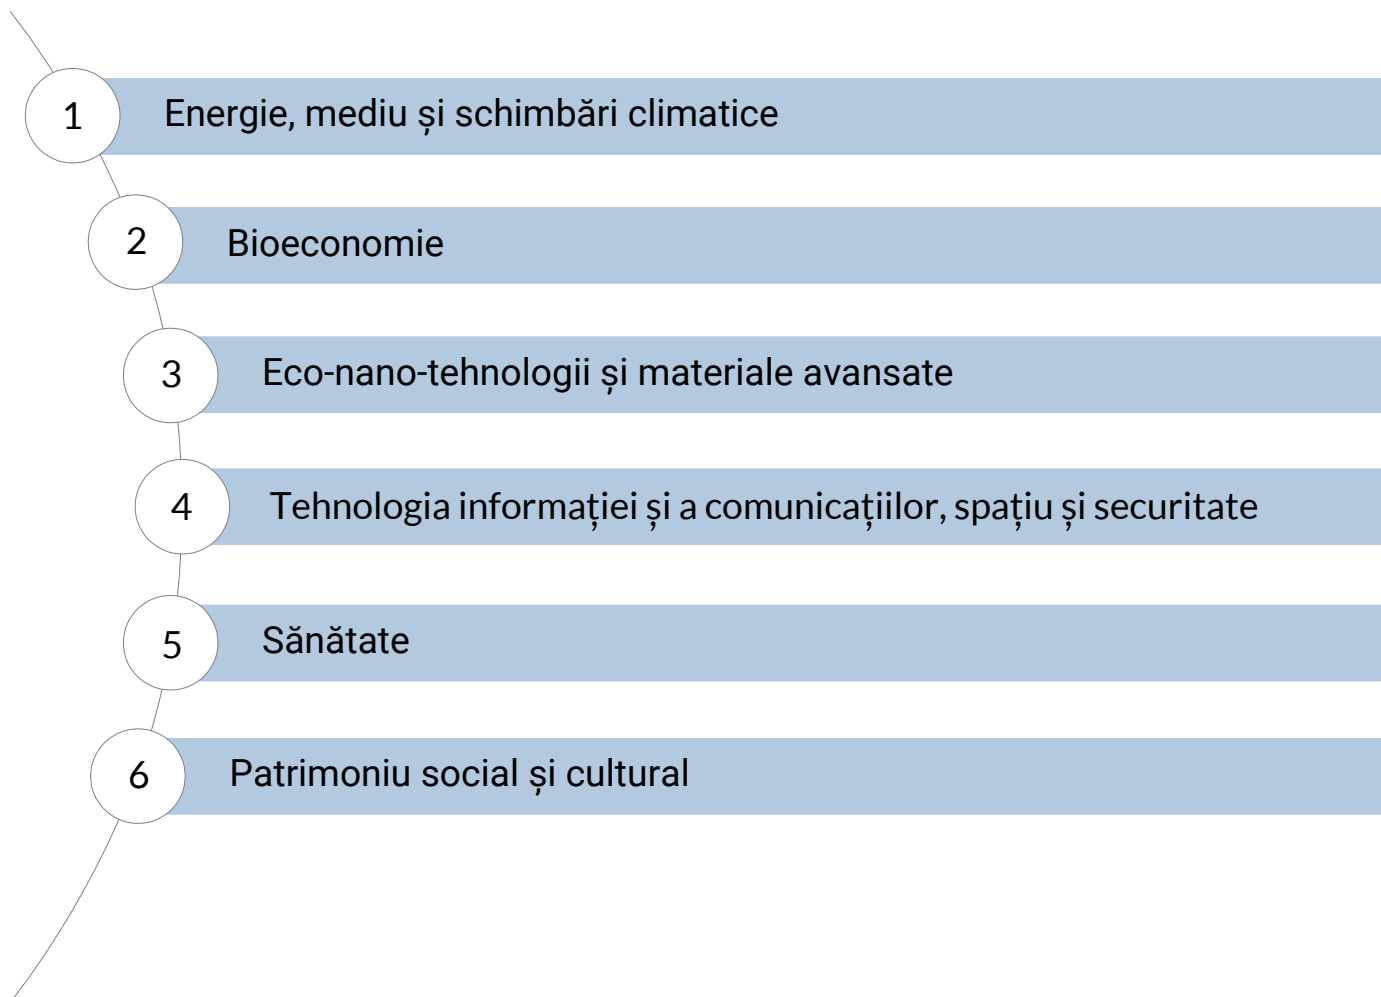 1 Energie, mediu și schimbări climatice
2 Bioeconomie
3 Eco-nano-tehnologii și materiale avansate
4 Tehnologia informației și a comunicațiilor, spațiu și securitate
5 Sănătate
6 Patrimoniu social și cultural